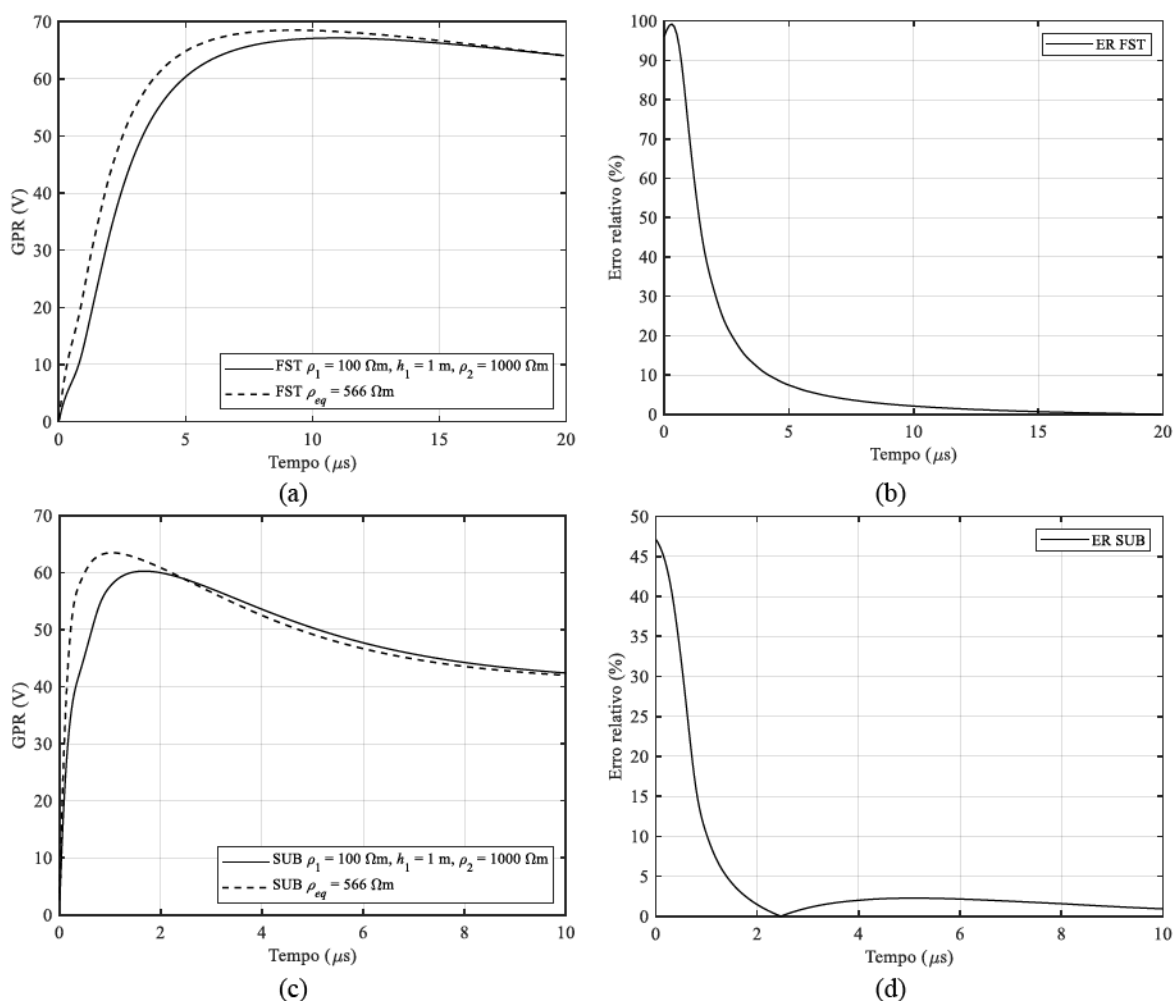 70
60
50
40
30
20
10
0
GPR (V)
FST ρ1 = 100 Ωm, h1 = 1 m, ρ2 = 1000 Ωm
FST ρeq = 566 Ωm
0 5 10 15 20
Tempo (μs)
(a)
100
90
80
70
60
50
40
30
20
10
0
Erro relativo (%)
ER FST
0 5 10 15 20
Tempo (μs)
(b)
70
60
50
40
30
20
10
0
GPR (V)
SUB ρ1 = 100 Ωm, h1 = 1 m, ρ2 = 1000 Ωm
SUB ρeq = 566 Ωm
0 2 4 6 8 10
Tempo (μs)
(c)
50
45
40
35
30
25
20
15
10
5
0
Erro relativo (%)
ER SUB
0 2 4 6 8 10
Tempo (μs)
(d)